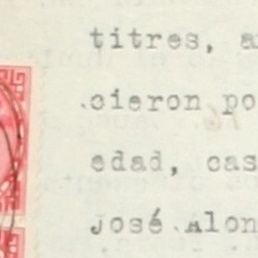 titres, a
cieron po
edad, cas
José Alon